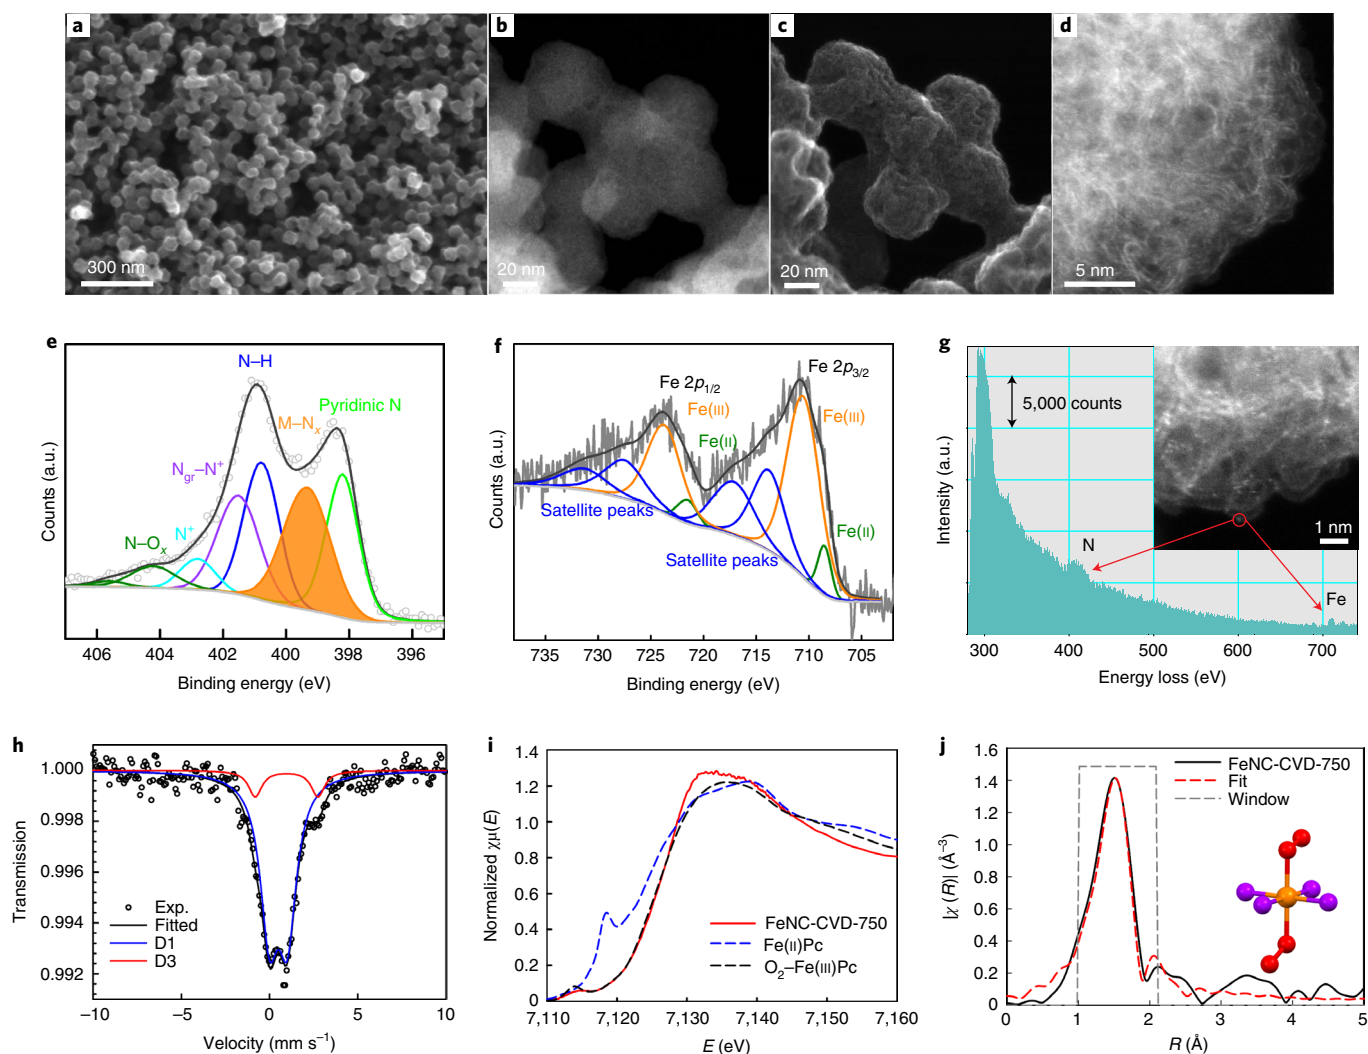 a
b
c
d
300 nm
20 nm
20 nm
5 nm
e
N–H
Pyridinic N
M–Nₓ
N_gr–N⁺
N⁺
N–Oₓ
Counts (a.u.)
406 404 402 400 398 396
Binding energy (eV)
f
Fe 2p₁/₂
Fe 2p₃/₂
Fe(III)
Fe(III)
Fe(II)
Fe(II)
Satellite peaks
Satellite peaks
Counts (a.u.)
735 730 725 720 715 710 705
Binding energy (eV)
g
5,000 counts
N
Fe
1 nm
Intensity (a.u.)
300 400 500 600 700
Energy loss (eV)
h
1.000
0.998
0.996
0.994
0.992
Transmission
Exp.
Fitted
D1
D3
−10 −5 0 5 10
Velocity (mm s⁻¹)
i
1.4
1.2
1.0
0.8
0.6
0.4
0.2
0
Normalized χμ(E)
FeNC-CVD-750
Fe(II)Pc
O₂–Fe(III)Pc
7,110 7,120 7,130 7,140 7,150 7,160
E (eV)
j
1.6
1.4
1.2
1.0
0.8
0.6
0.4
0.2
0
|χ (R)| (Å⁻³)
FeNC-CVD-750
Fit
Window
0 1 2 3 4 5
R (Å)